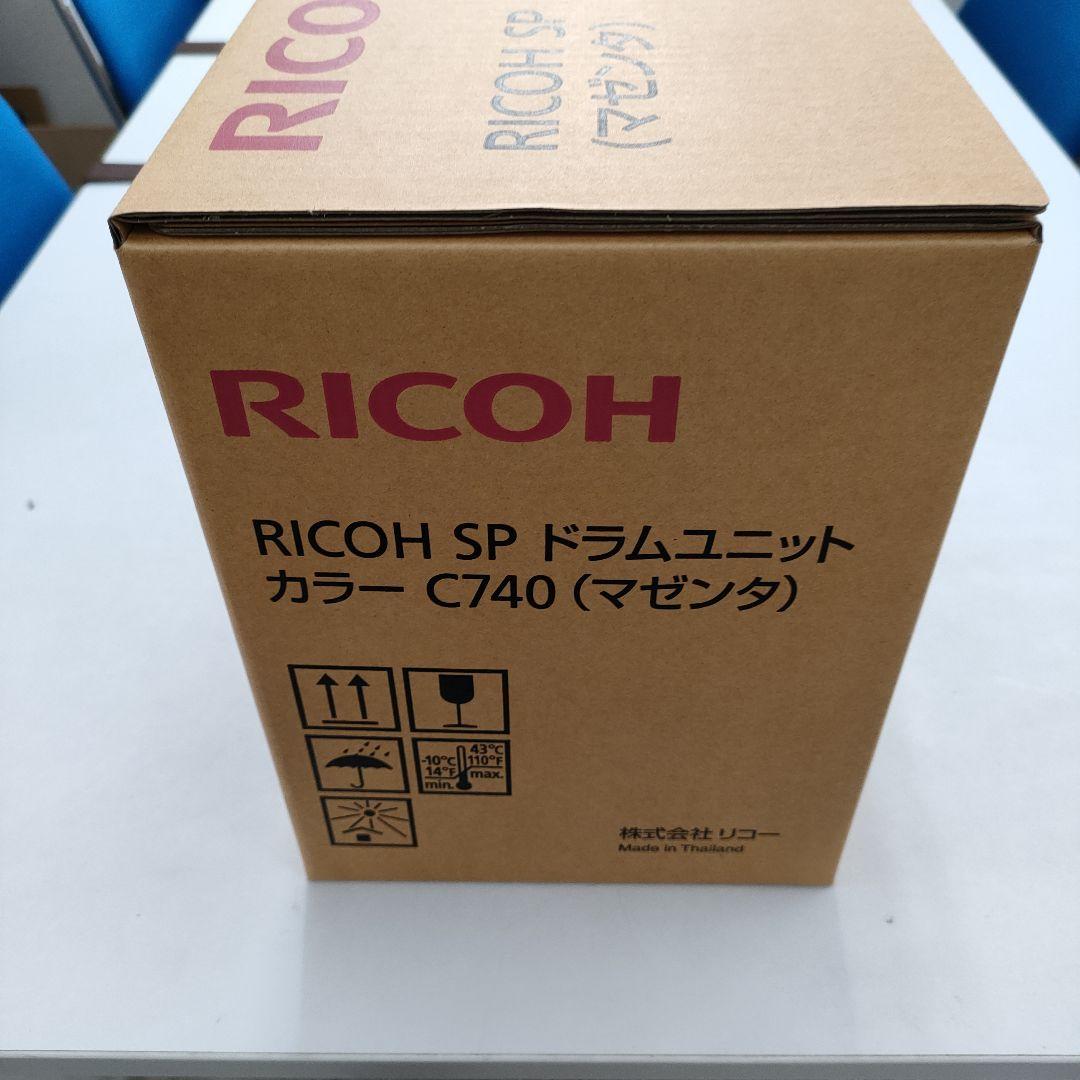 RICO
RICOH SP
(マゼンタ)
RICOH
RICOH SP ドラムユニット
カラー C740 (マゼンタ)
-10°C
14°F
min.
43°C
110°F
max.
株式会社 リコー
Made in Thailand